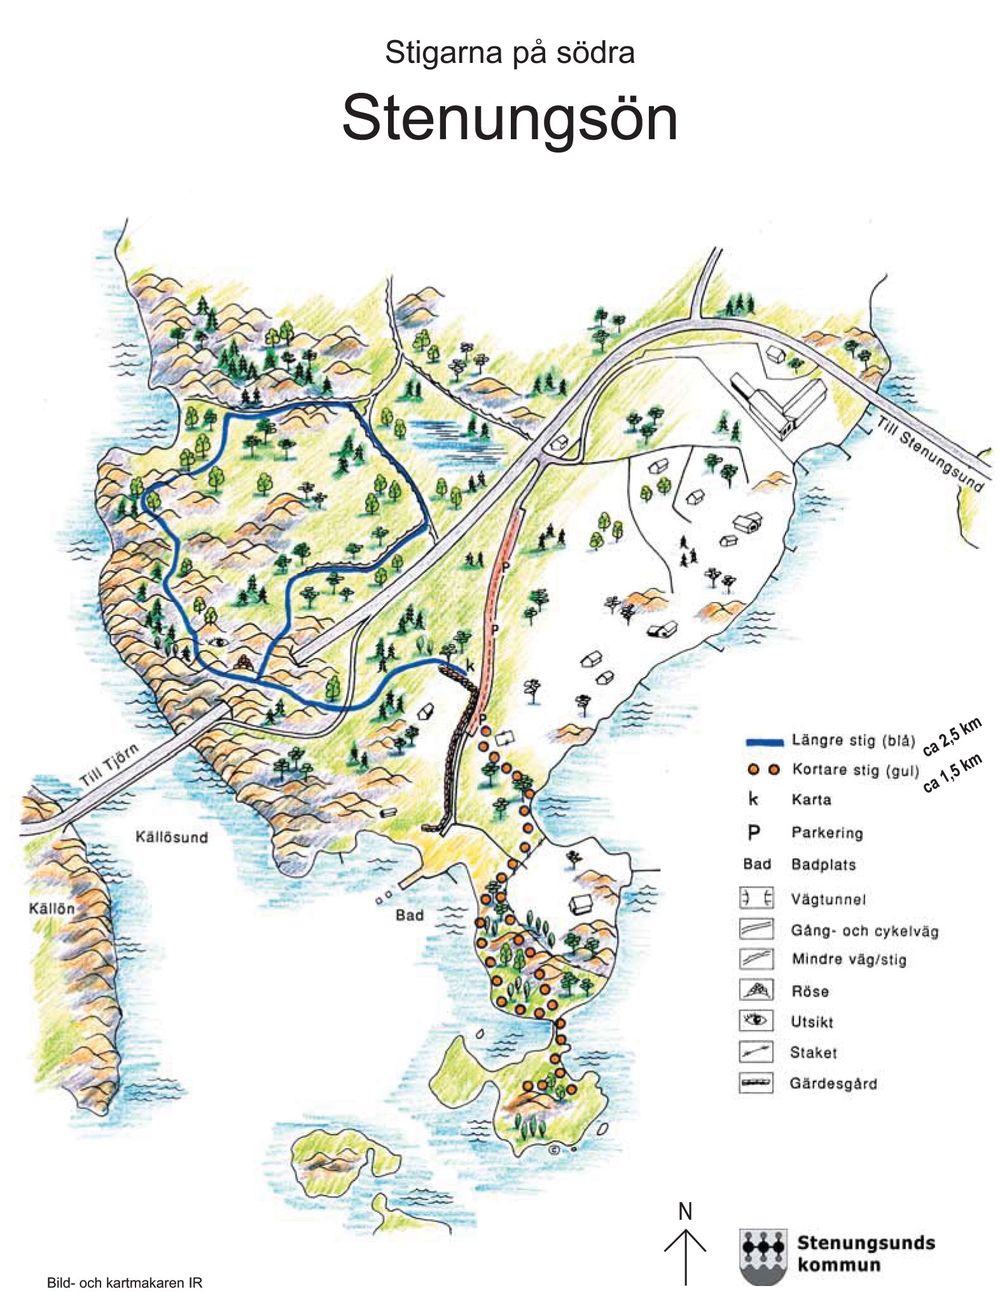 Stigarna på södra
Stenungsön
Till Stenungsund
P
P
k
P
Till Tjörn
Källösund
Källön
Bad
©
Längre stig (blå) ca 2,5 km
Kortare stig (gul) ca 1,5 km
k Karta
P Parkering
Bad Badplats
Vägtunnel
Gång- och cykelväg
Mindre väg/stig
Röse
Utsikt
Staket
Gärdesgård
N
Stenungsunds
kommun
Bild- och kartmakaren IR